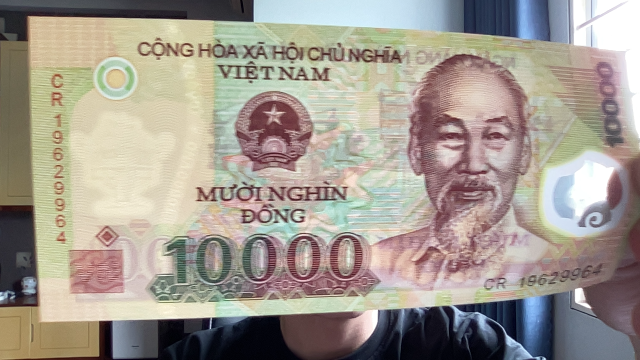 CỘNG HÒA XÃ HỘI CHỦ NGHĨA
VIỆT NAM
CR 19629964
MƯỜI NGHÌN
ĐỒNG
10000
10000
CR 19629964